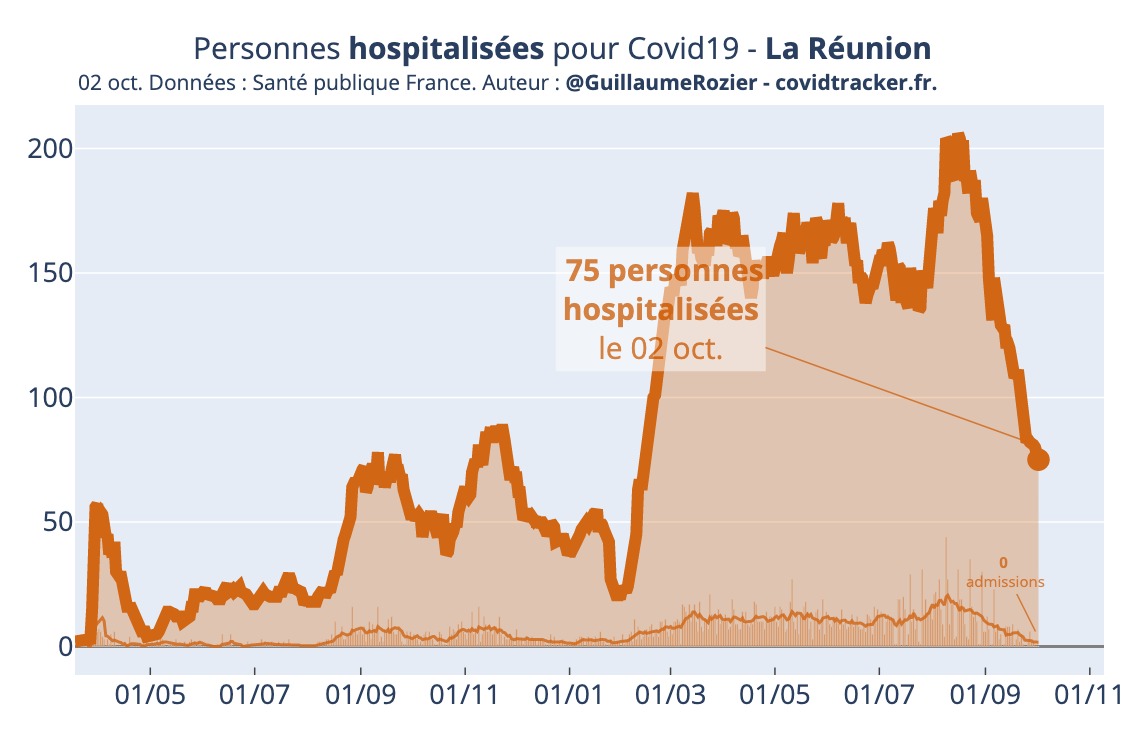 Personnes hospitalisées pour Covid19 - La Réunion
02 oct. Données : Santé publique France. Auteur : @GuillaumeRozier - covidtracker.fr.
200
150
100
50
0
75 personnes
hospitalisées
le 02 oct.
0
admissions
01/05 01/07 01/09 01/11 01/01 01/03 01/05 01/07 01/09 01/11